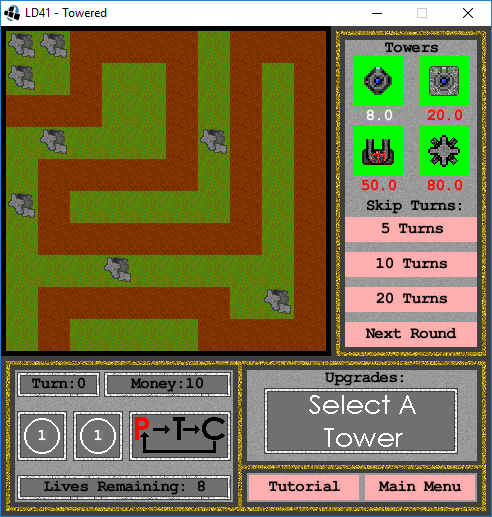 LD41 - Towered
Towers
8.0 20.0
50.0 80.0
Skip Turns:
5 Turns
10 Turns
20 Turns
Next Round
Turn:0 Money:10
1 1 P→T→C
Lives Remaining: 8
Upgrades:
Select A
Tower
Tutorial Main Menu